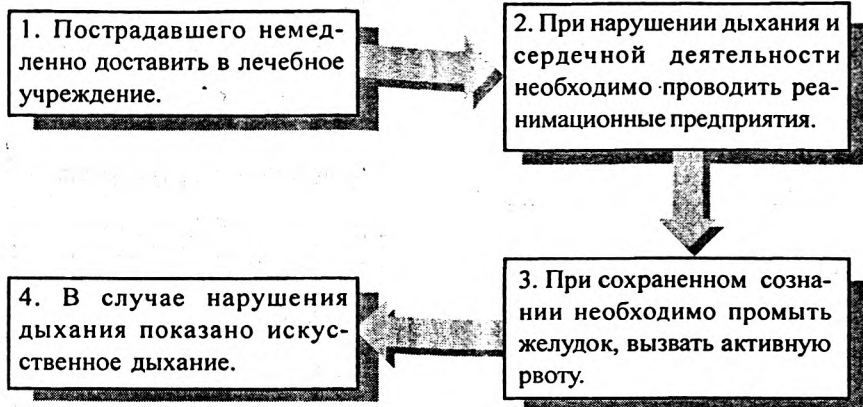 1. Пострадавшего немед-
ленно доставить в лечебное
учреждение.
2. При нарушении дыхания и
сердечной деятельности
необходимо проводить реа-
нимационные предприятия.
3. При сохраненном созна-
нии необходимо промыть
желудок, вызвать активную
рвоту.
4. В случае нарушения
дыхания показано искус-
ственное дыхание.